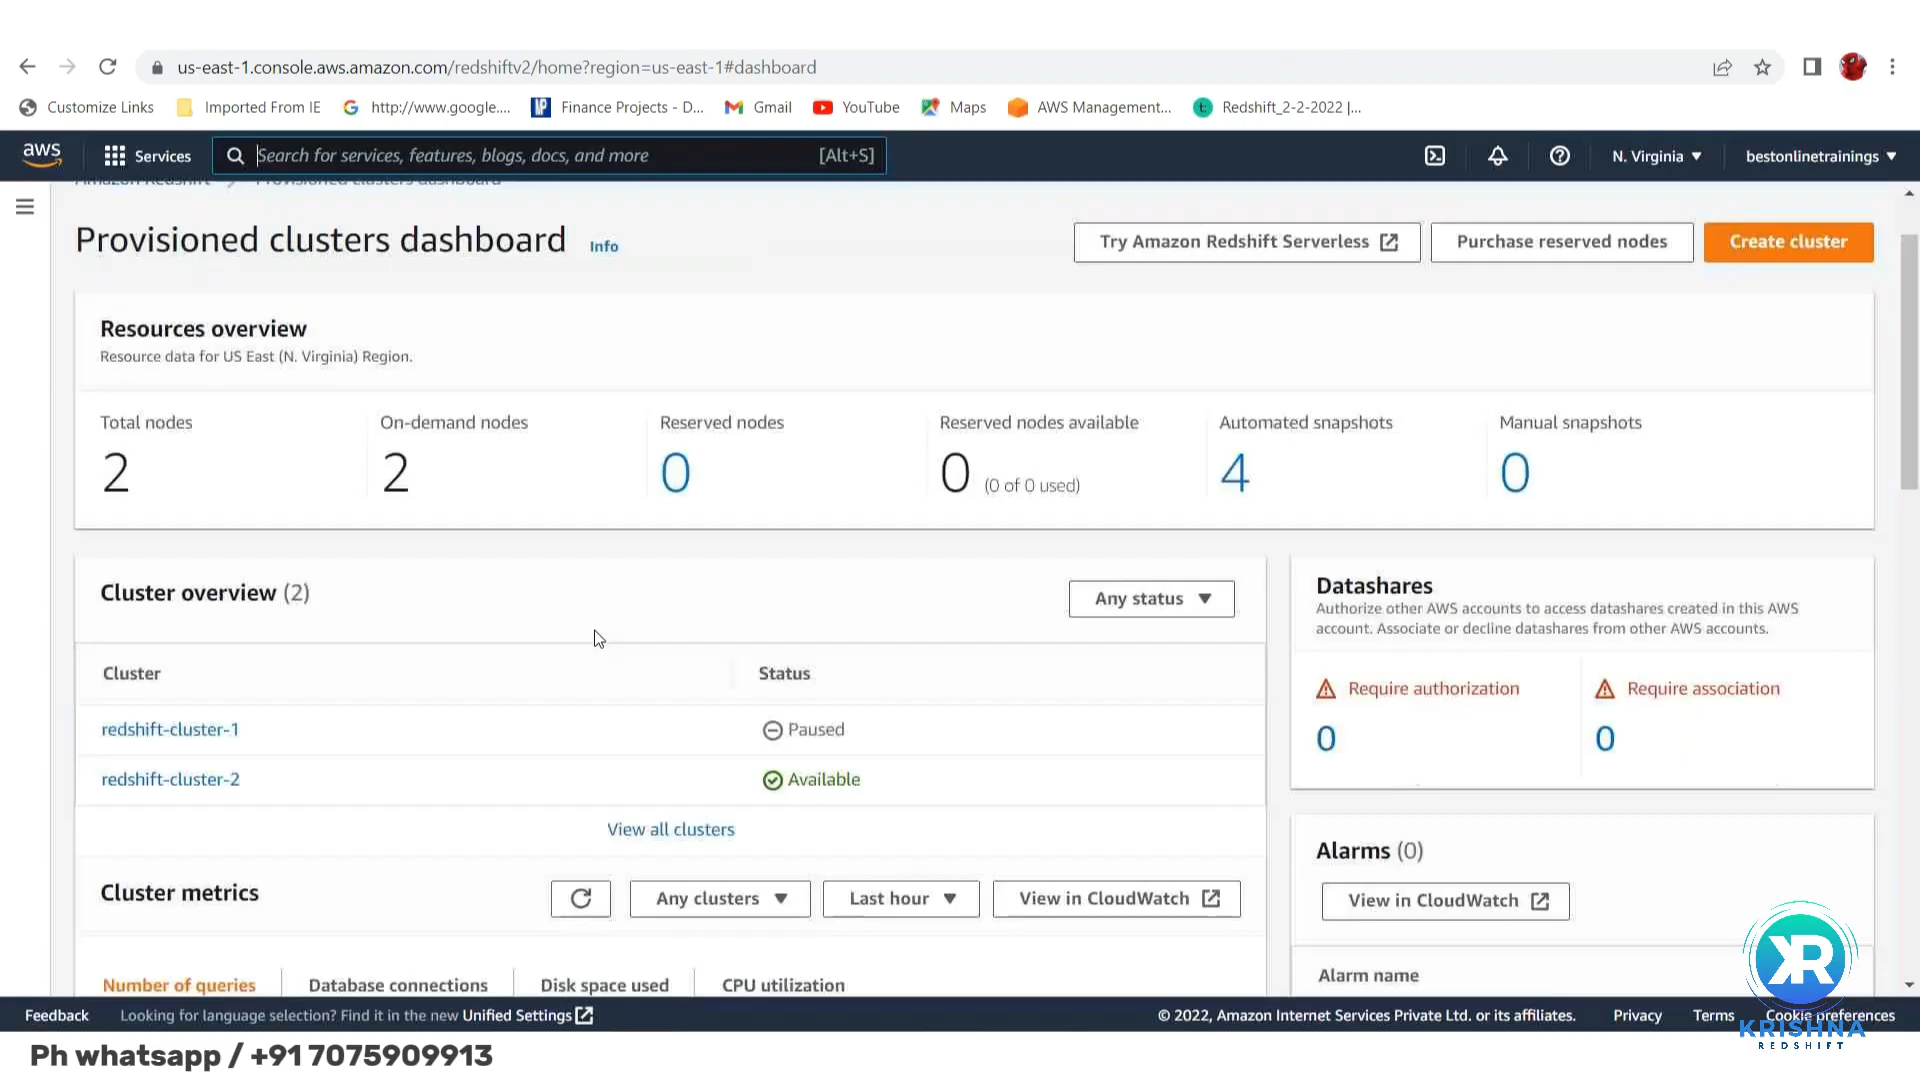 us-east-1.console.aws.amazon.com/redshiftv2/home?region=us-east-1#dashboard
Customize Links Imported From IE http://www.google.... Finance Projects - D... Gmail YouTube Maps AWS Management... Redshift_2-2-2022 |...
aws Services Search for services, features, blogs, docs, and more [Alt+S] N. Virginia bestonlinetrainings
Amazon Redshift Provisioned clusters dashboard
Provisioned clusters dashboard Info Try Amazon Redshift Serverless Purchase reserved nodes Create cluster
Resources overview
Resource data for US East (N. Virginia) Region.
Total nodes On-demand nodes Reserved nodes Reserved nodes available Automated snapshots Manual snapshots
2 2 0 0 (0 of 0 used) 4 0
Cluster overview (2) Any status
Cluster Status
redshift-cluster-1 Paused
redshift-cluster-2 Available
View all clusters
Cluster metrics Any clusters Last hour View in CloudWatch
Number of queries Database connections Disk space used CPU utilization
Datashares
Authorize other AWS accounts to access datashares created in this AWS
account. Associate or decline datashares from other AWS accounts.
Require authorization Require association
0 0
Alarms (0)
View in CloudWatch
Alarm name
Feedback Looking for language selection? Find it in the new Unified Settings © 2022, Amazon Internet Services Private Ltd. or its affiliates. Privacy Terms Cookie preferences
KR
KRISHNA
REDSHIFT
Ph whatsapp / +91 7075909913